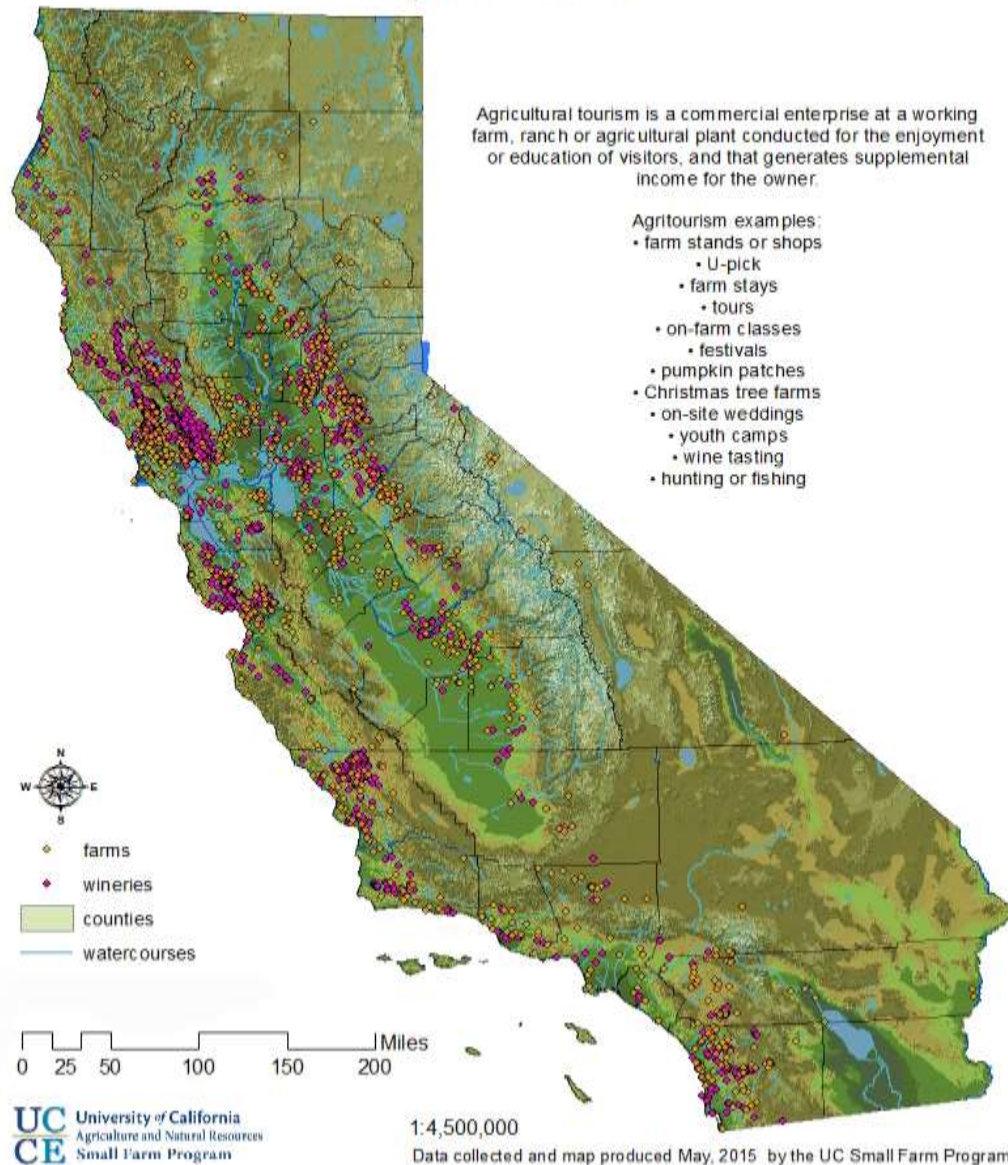 Agricultural tourism is a commercial enterprise at a working
farm, ranch or agricultural plant conducted for the enjoyment
or education of visitors, and that generates supplemental
income for the owner.
Agritourism examples:
• farm stands or shops
• U-pick
• farm stays
• tours
• on-farm classes
• festivals
• pumpkin patches
• Christmas tree farms
• on-site weddings
• youth camps
• wine tasting
• hunting or fishing
N
W E
S
farms
wineries
counties
watercourses
Miles
0 25 50 100 150 200
UC
CE
University of California
Agriculture and Natural Resources
Small Farm Program
1:4,500,000
Data collected and map produced May, 2015 by the UC Small Farm Program